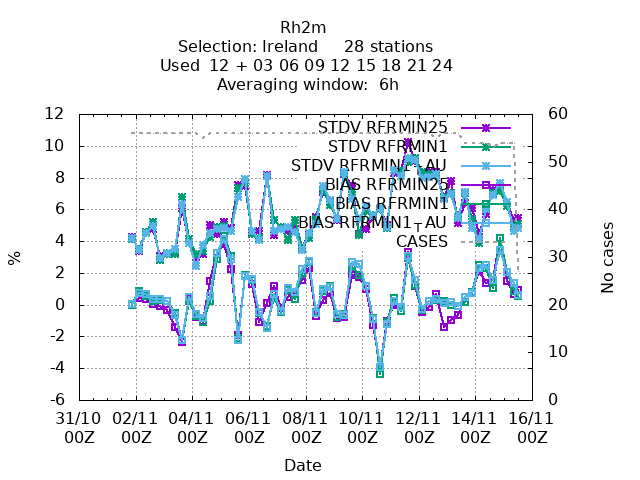 Rh2m
Selection: Ireland 28 stations
Used 12 + 03 06 09 12 15 18 21 24
Averaging window: 6h
12
10
8
6
4
2
0
-2
-4
-6
%
60
50
40
30
20
10
0
No cases
STDV RFRMIN25
STDV RFRMIN1
STDV RFRMIN1_AU
BIAS RFRMIN25
BIAS RFRMIN1
BIAS RFRMIN1_AU
CASES
31/10 02/11 04/11 06/11 08/11 10/11 12/11 14/11 16/11
00Z 00Z 00Z 00Z 00Z 00Z 00Z 00Z 00Z
Date